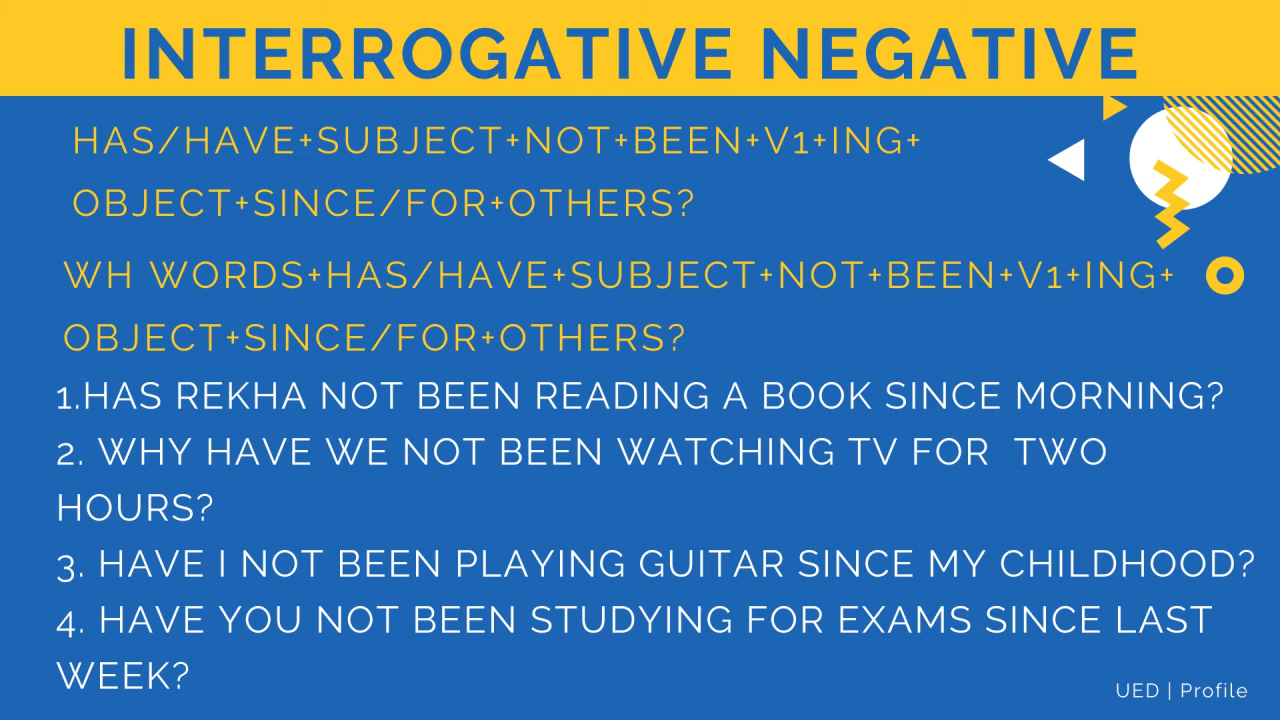 INTERROGATIVE NEGATIVE
HAS/HAVE+SUBJECT+NOT+BEEN+V1+ING+
OBJECT+SINCE/FOR+OTHERS?
WH WORDS+HAS/HAVE+SUBJECT+NOT+BEEN+V1+ING+
OBJECT+SINCE/FOR+OTHERS?
1.HAS REKHA NOT BEEN READING A BOOK SINCE MORNING?
2. WHY HAVE WE NOT BEEN WATCHING TV FOR  TWO
HOURS?
3. HAVE I NOT BEEN PLAYING GUITAR SINCE MY CHILDHOOD?
4. HAVE YOU NOT BEEN STUDYING FOR EXAMS SINCE LAST
WEEK?
UED | Profile